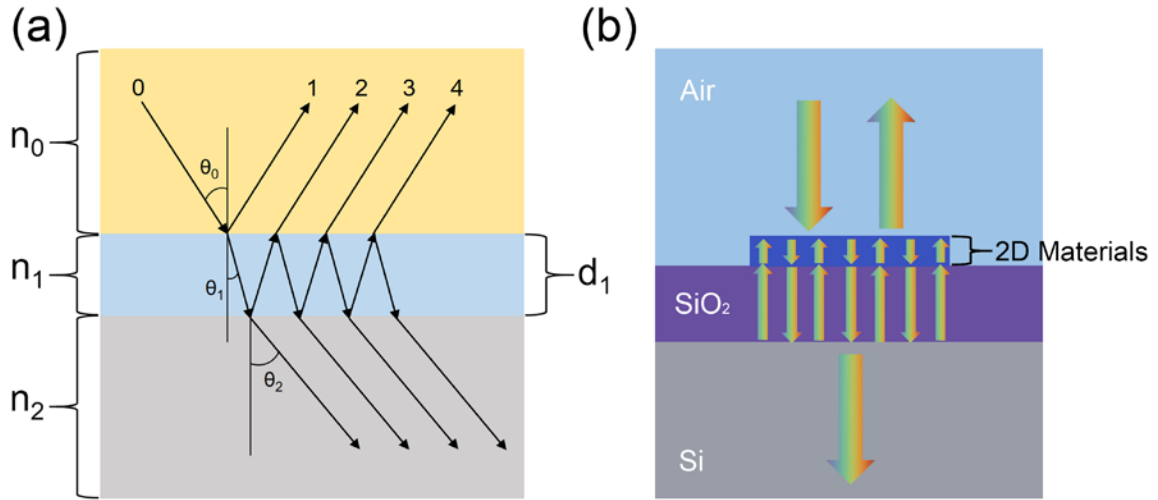 (a)
0
1 2 3 4
n₀
θ₀
n₁
θ₁
d₁
n₂
θ₂
(b)
Air
2D Materials
SiO₂
Si